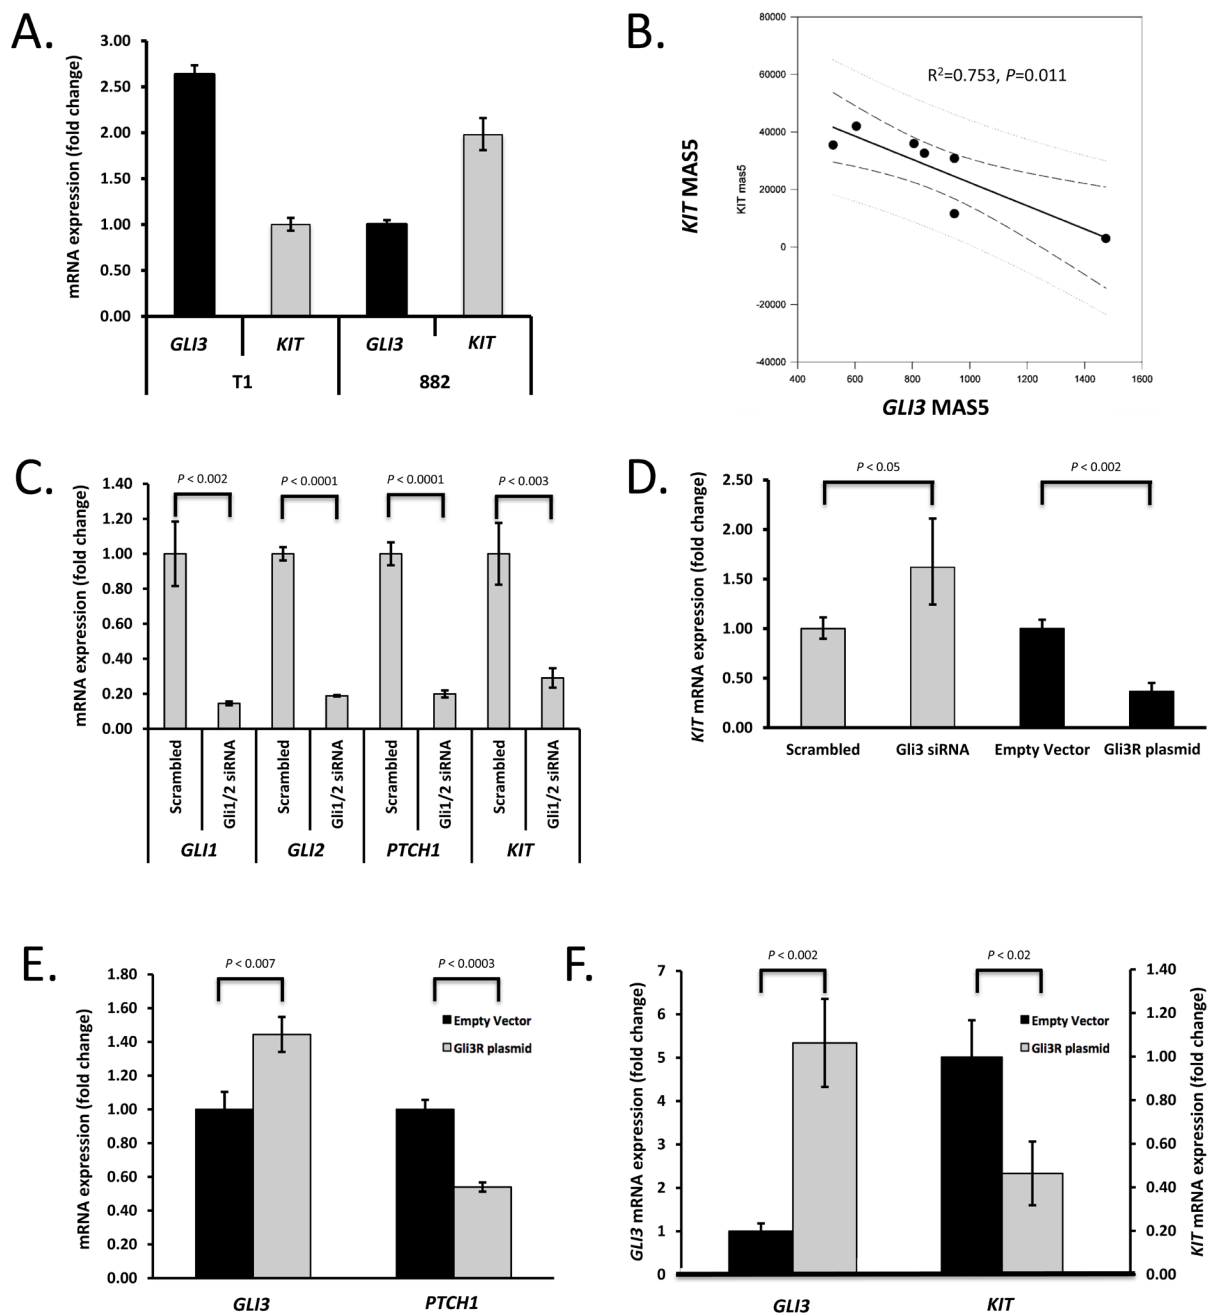 A.
mRNA expression (fold change)
3.00
2.50
2.00
1.50
1.00
0.50
0.00
GLI3
KIT
GLI3
KIT
T1
882
B.
KIT MAS5
KIT mas5
80000
60000
40000
20000
0
-20000
-40000
R²=0.753, P=0.011
400
600
800
1000
1200
1400
1600
GLI3 MAS5
C.
mRNA expression (fold change)
1.40
1.20
1.00
0.80
0.60
0.40
0.20
0.00
P < 0.002
P < 0.0001
P < 0.0001
P < 0.003
Scrambled
Gli1/2 siRNA
Scrambled
Gli1/2 siRNA
Scrambled
Gli1/2 siRNA
Scrambled
Gli1/2 siRNA
GLI1
GLI2
PTCH1
KIT
D.
KIT mRNA expression (fold change)
2.50
2.00
1.50
1.00
0.50
0.00
P < 0.05
P < 0.002
Scrambled
Gli3 siRNA
Empty Vector
Gli3R plasmid
E.
mRNA expression (fold change)
1.80
1.60
1.40
1.20
1.00
0.80
0.60
0.40
0.20
0.00
P < 0.007
P < 0.0003
Empty Vector
Gli3R plasmid
GLI3
PTCH1
F.
GLI3 mRNA expression (fold change)
7
6
5
4
3
2
1
0
P < 0.002
P < 0.02
Empty Vector
Gli3R plasmid
1.40
1.20
1.00
0.80
0.60
0.40
0.20
0.00
KIT mRNA expression (fold change)
GLI3
KIT